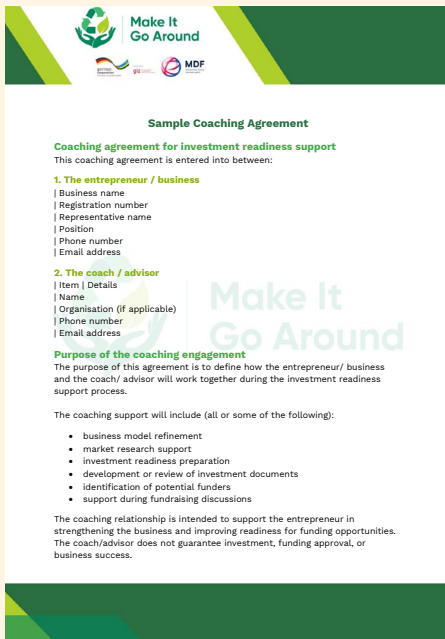 Make It
Go Around
german
cooperation
giz
MDF
Sample Coaching Agreement
Coaching agreement for investment readiness support
This coaching agreement is entered into between:
1. The entrepreneur / business
| Business name
| Registration number
| Representative name
| Position
| Phone number
| Email address
2. The coach / advisor
| Item | Details
| Name
| Organisation (if applicable)
| Phone number
| Email address
Make It
Go Around
Purpose of the coaching engagement
The purpose of this agreement is to define how the entrepreneur/ business
and the coach/ advisor will work together during the investment readiness
support process.
The coaching support will include (all or some of the following):
• business model refinement
• market research support
• investment readiness preparation
• development or review of investment documents
• identification of potential funders
• support during fundraising discussions
The coaching relationship is intended to support the entrepreneur in
strengthening the business and improving readiness for funding opportunities.
The coach/advisor does not guarantee investment, funding approval, or
business success.